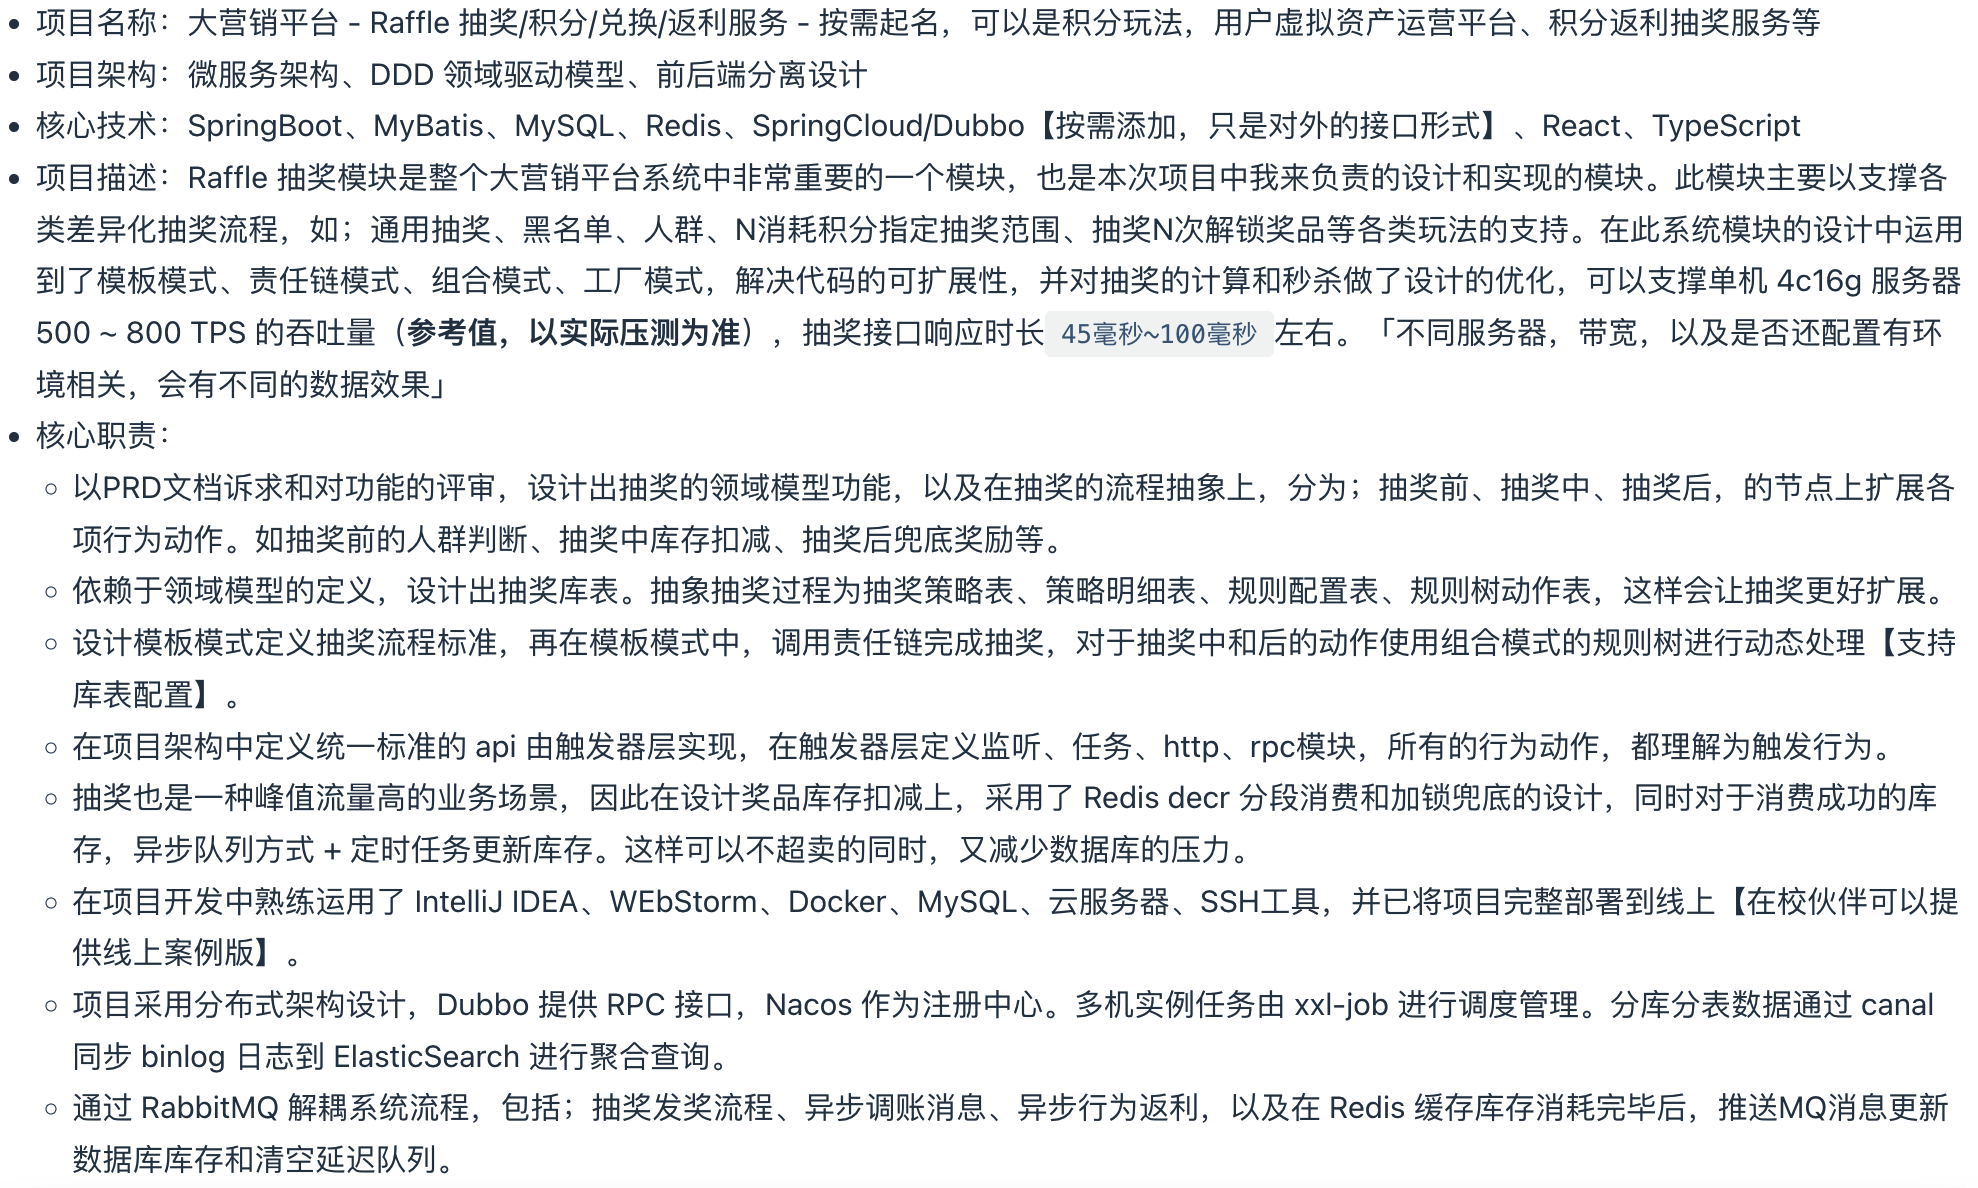 项目名称：大营销平台 - Raffle 抽奖/积分/兑换/返利服务 - 按需起名，可以是积分玩法，用户虚拟资产运营平台、积分返利抽奖服务等
项目架构：微服务架构、DDD 领域驱动模型、前后端分离设计
核心技术：SpringBoot、MyBatis、MySQL、Redis、SpringCloud/Dubbo【按需添加，只是对外的接口形式】、React、TypeScript
项目描述：Raffle 抽奖模块是整个大营销平台系统中非常重要的一个模块，也是本次项目中我来负责的设计和实现的模块。此模块主要以支撑各
类差异化抽奖流程，如；通用抽奖、黑名单、人群、N消耗积分指定抽奖范围、抽奖N次解锁奖品等各类玩法的支持。在此系统模块的设计中运用
到了模板模式、责任链模式、组合模式、工厂模式，解决代码的可扩展性，并对抽奖的计算和秒杀做了设计的优化，可以支撑单机 4c16g 服务器
500 ~ 800 TPS 的吞吐量（参考值，以实际压测为准），抽奖接口响应时长 45毫秒~100毫秒 左右。「不同服务器，带宽，以及是否还配置有环
境相关，会有不同的数据效果」
核心职责：
以PRD文档诉求和对功能的评审，设计出抽奖的领域模型功能，以及在抽奖的流程抽象上，分为；抽奖前、抽奖中、抽奖后，的节点上扩展各
项行为动作。如抽奖前的人群判断、抽奖中库存扣减、抽奖后兜底奖励等。
依赖于领域模型的定义，设计出抽奖库表。抽象抽奖过程为抽奖策略表、策略明细表、规则配置表、规则树动作表，这样会让抽奖更好扩展。
设计模板模式定义抽奖流程标准，再在模板模式中，调用责任链完成抽奖，对于抽奖中和后的动作使用组合模式的规则树进行动态处理【支持
库表配置】。
在项目架构中定义统一标准的 api 由触发器层实现，在触发器层定义监听、任务、http、rpc模块，所有的行为动作，都理解为触发行为。
抽奖也是一种峰值流量高的业务场景，因此在设计奖品库存扣减上，采用了 Redis decr 分段消费和加锁兜底的设计，同时对于消费成功的库
存，异步队列方式 + 定时任务更新库存。这样可以不超卖的同时，又减少数据库的压力。
在项目开发中熟练运用了 IntelliJ IDEA、WEbStorm、Docker、MySQL、云服务器、SSH工具，并已将项目完整部署到线上【在校伙伴可以提
供线上案例版】。
项目采用分布式架构设计，Dubbo 提供 RPC 接口，Nacos 作为注册中心。多机实例任务由 xxl-job 进行调度管理。分库分表数据通过 canal
同步 binlog 日志到 ElasticSearch 进行聚合查询。
通过 RabbitMQ 解耦系统流程，包括；抽奖发奖流程、异步调账消息、异步行为返利，以及在 Redis 缓存库存消耗完毕后，推送MQ消息更新
数据库库存和清空延迟队列。